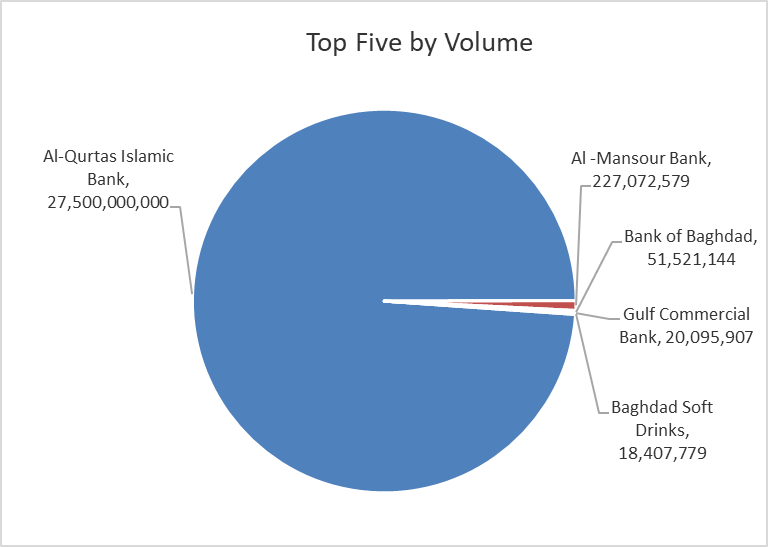 Top Five by Volume
Al-Qurtas Islamic
Bank,
27,500,000,000
Al -Mansour Bank,
227,072,579
Bank of Baghdad,
51,521,144
Gulf Commercial
Bank, 20,095,907
Baghdad Soft
Drinks,
18,407,779